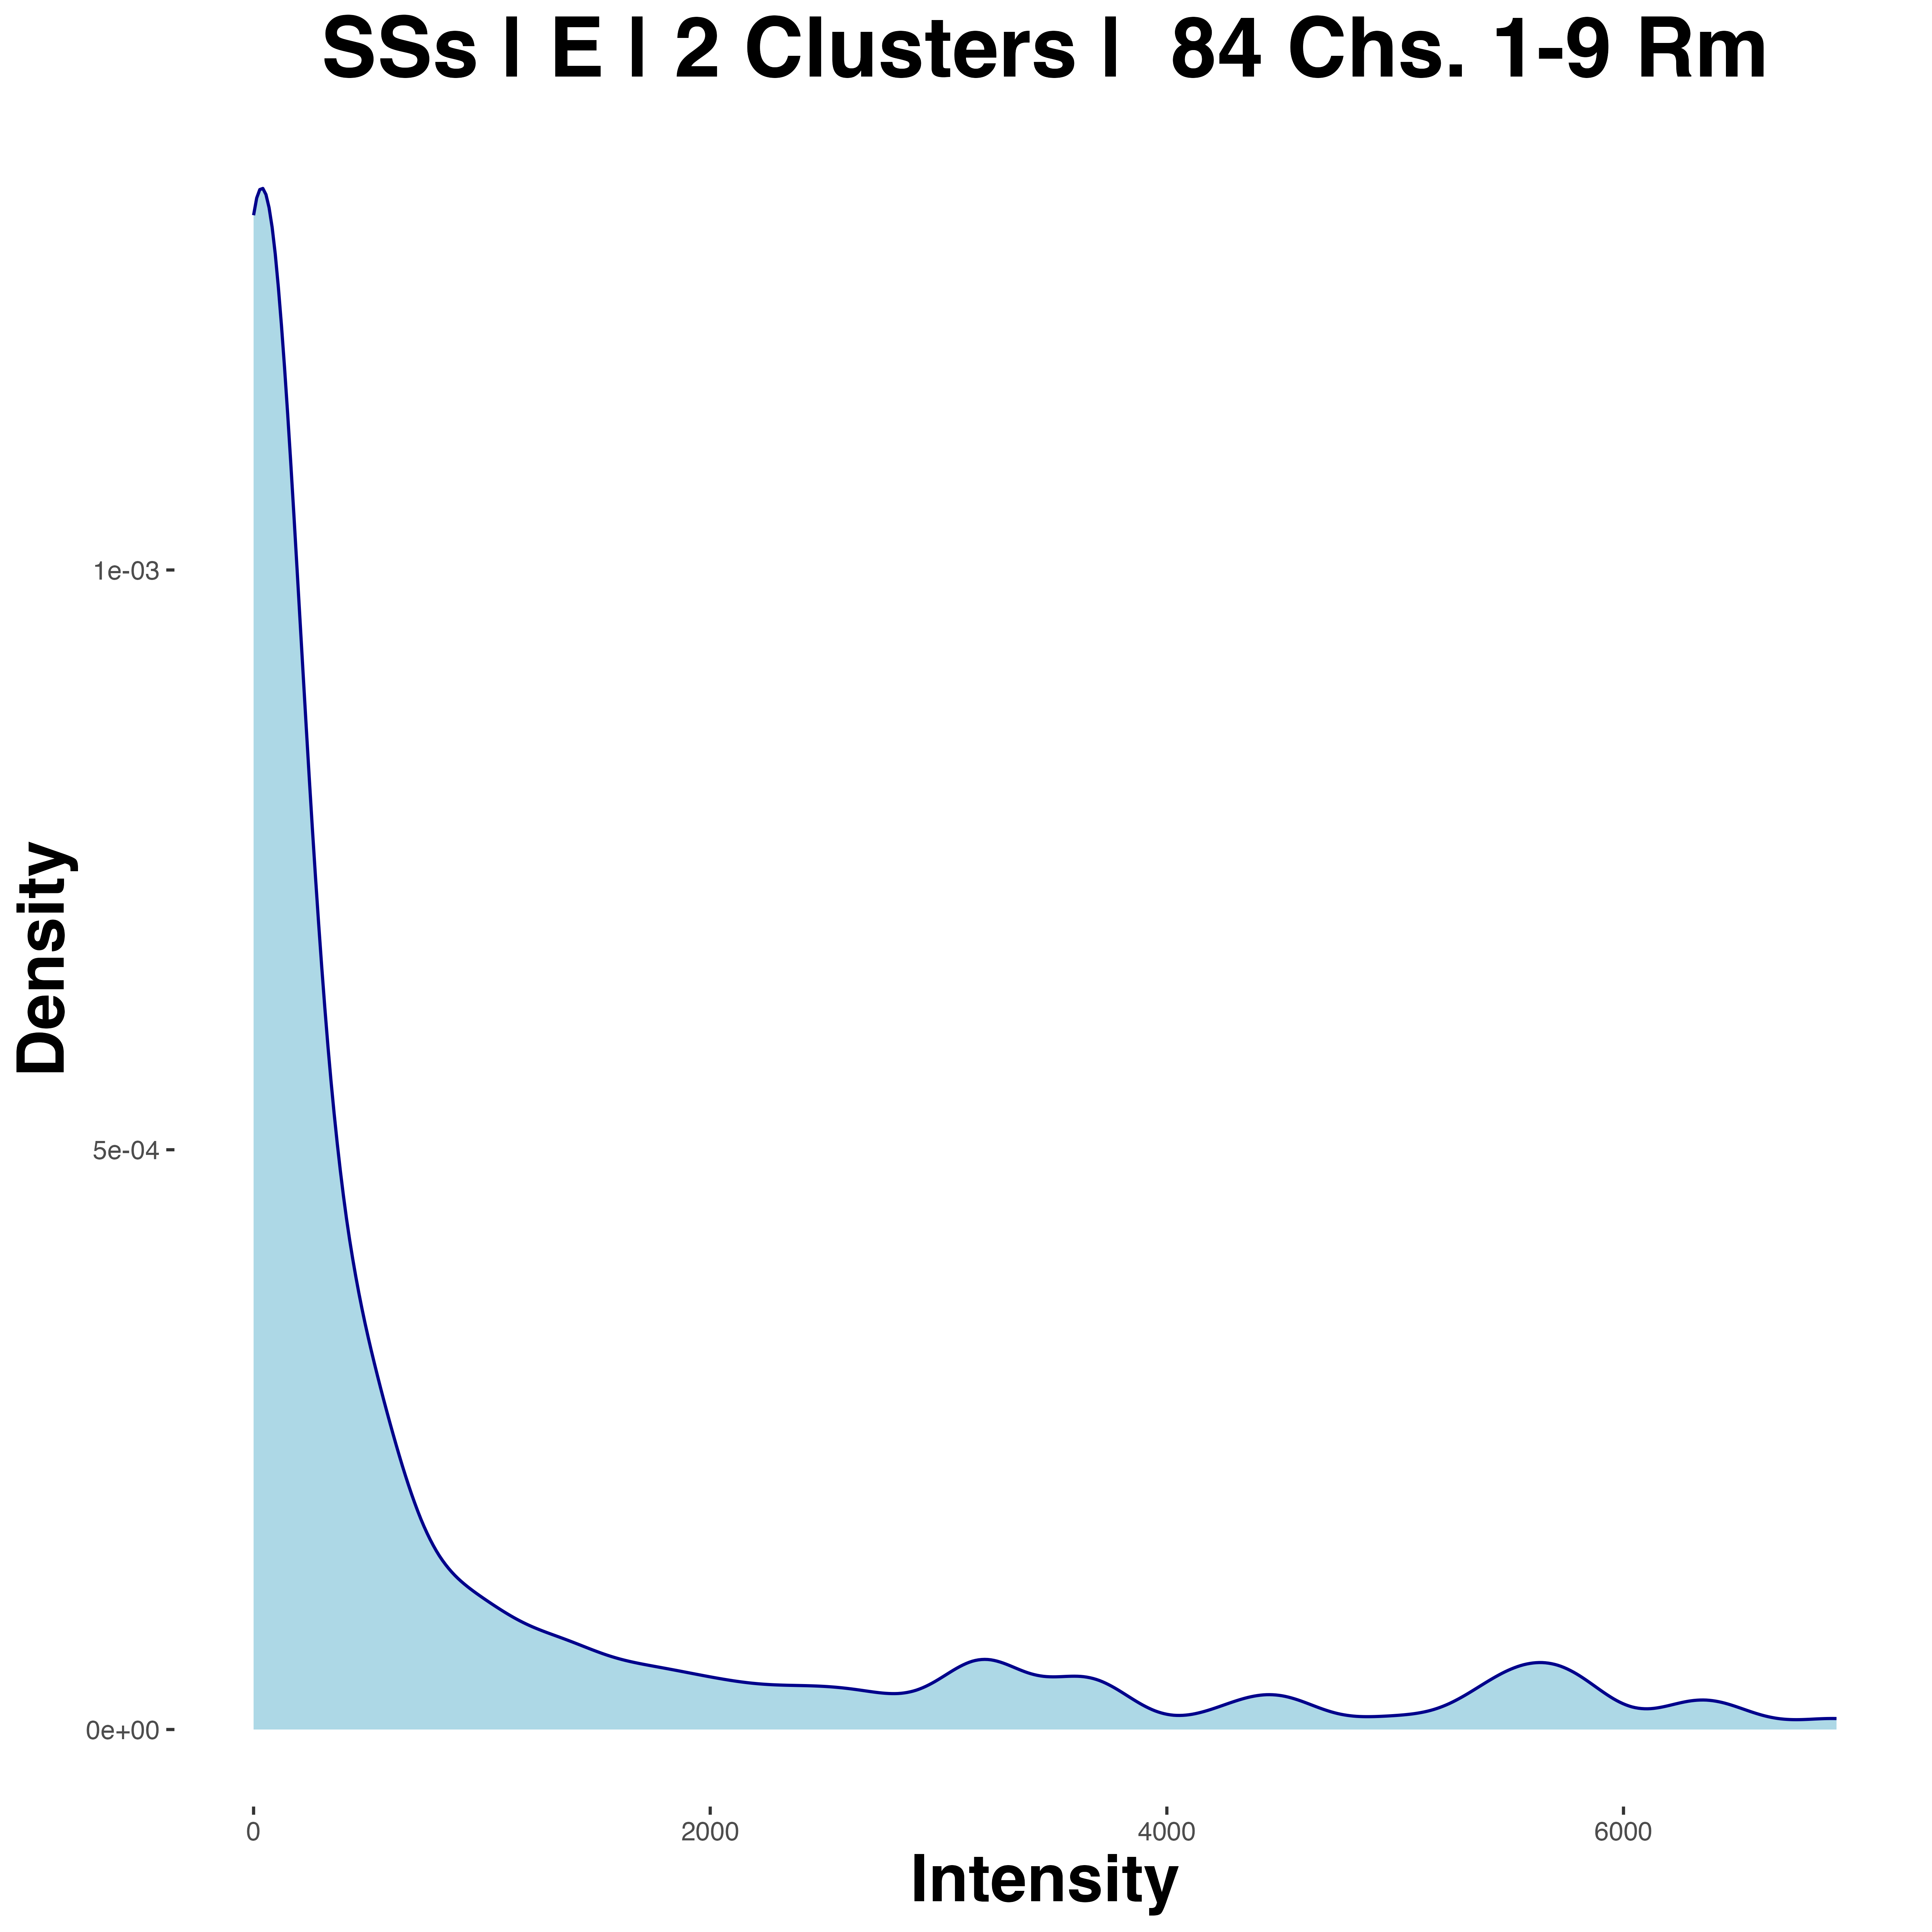 SSs | E | 2 Clusters | 84 Chs. 1-9 Rm
1e-03
5e-04
0e+00
Density
0 2000 4000 6000
Intensity